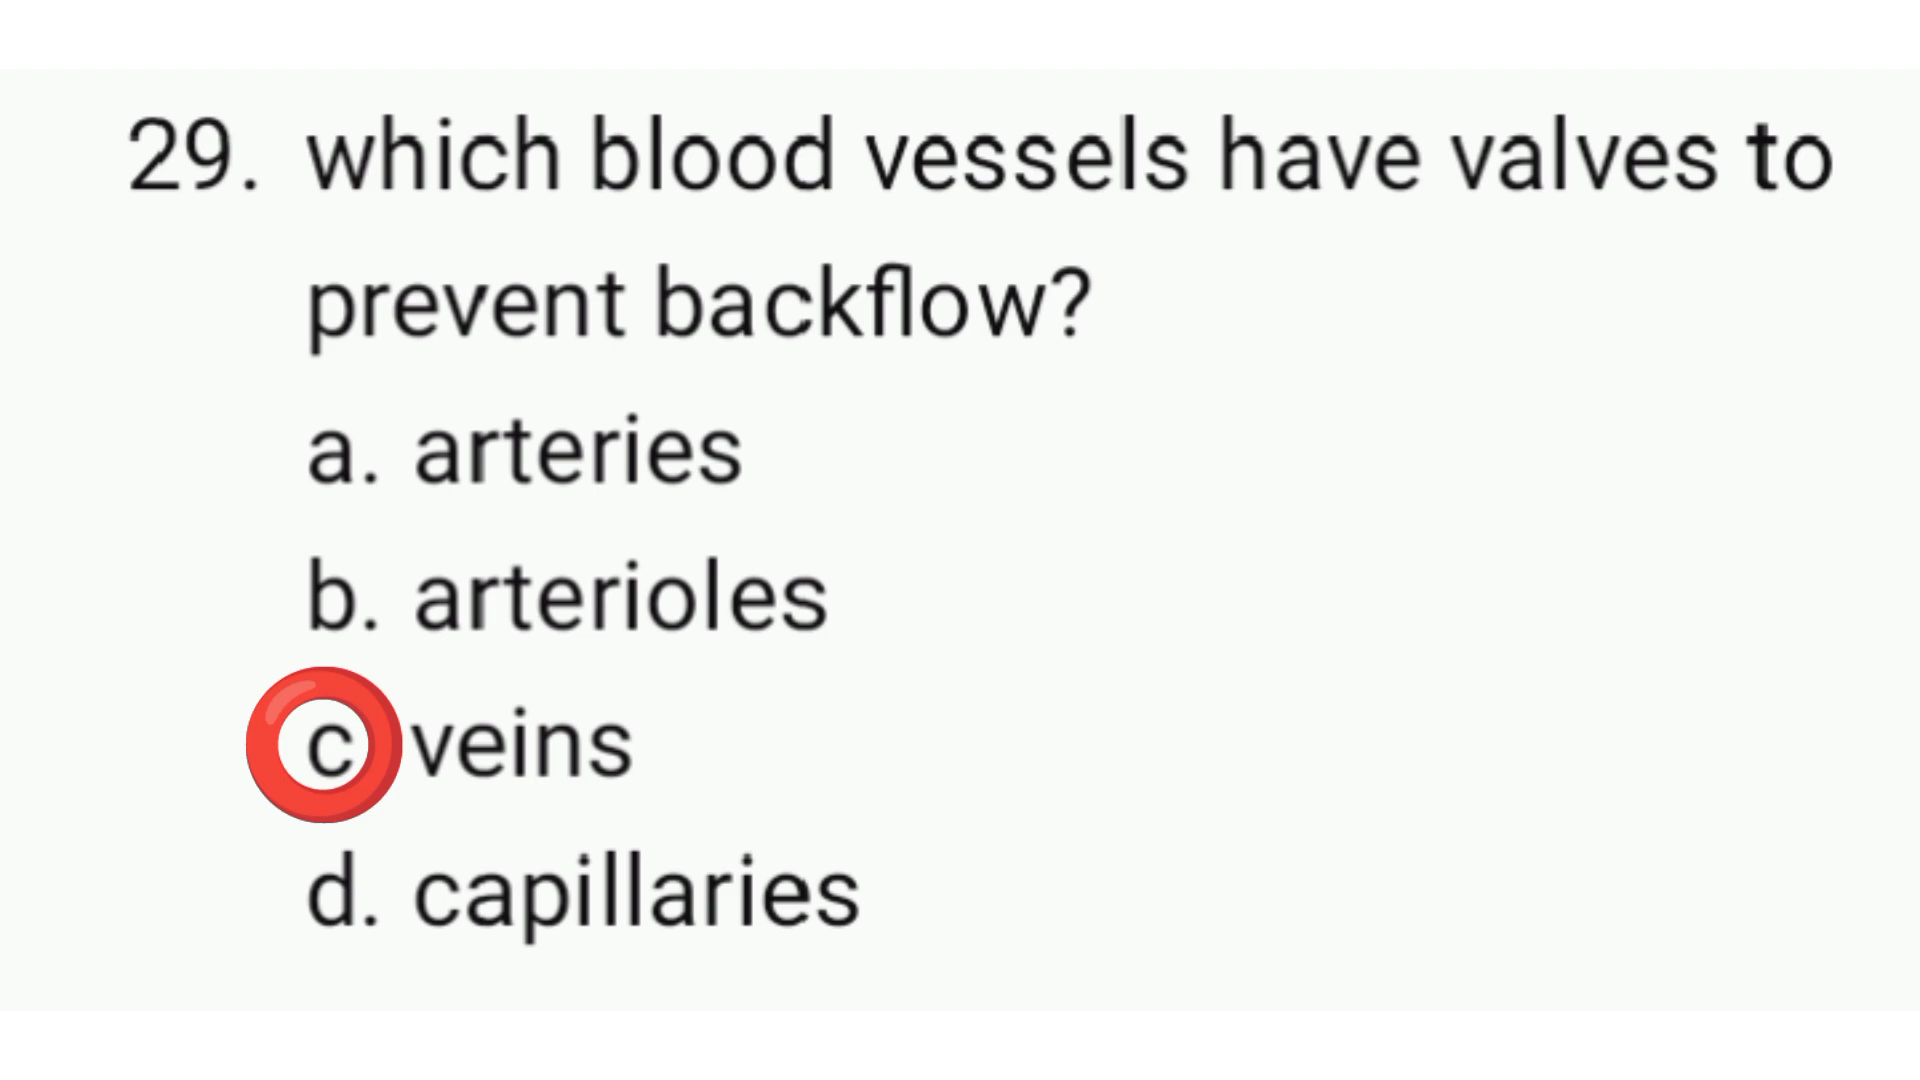 29. which blood vessels have valves to
prevent backflow?
a. arteries
b. arterioles
c veins
d. capillaries